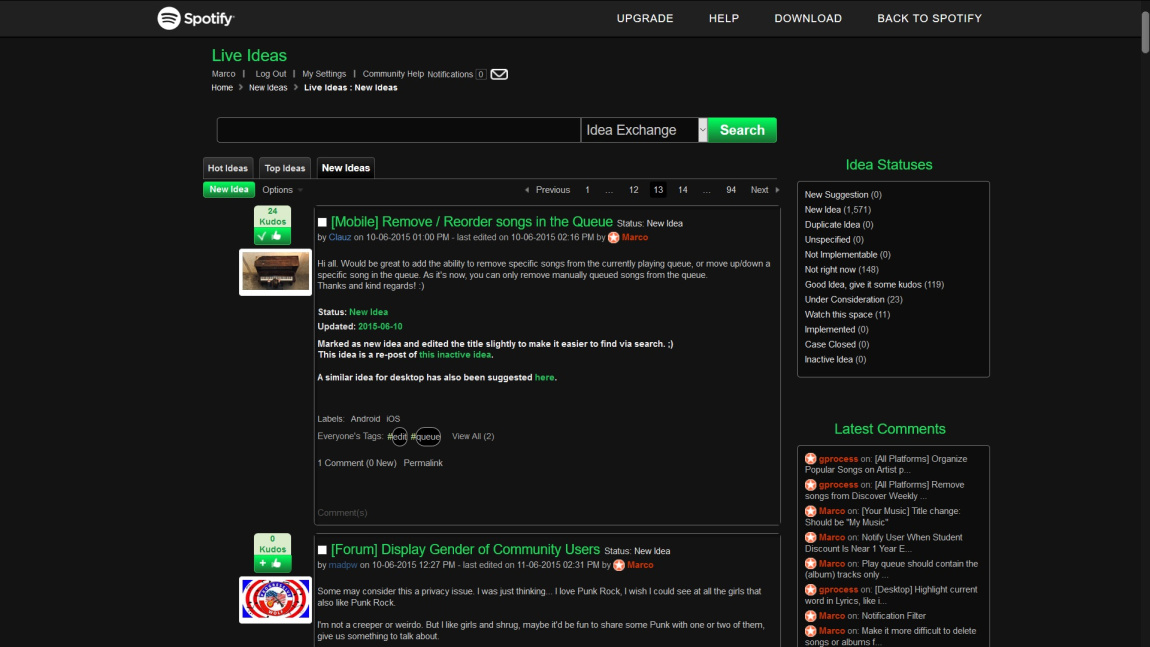 Spotify
UPGRADE HELP DOWNLOAD BACK TO SPOTIFY
Live Ideas
Marco | Log Out | My Settings | Community Help Notifications 0
Home > New Ideas > Live Ideas : New Ideas
Idea Exchange Search
Hot Ideas Top Ideas New Ideas
New Idea Options Previous 1 ... 12 13 14 ... 94 Next
24
Kudos
[Mobile] Remove / Reorder songs in the Queue Status: New Idea
by Clauz on 10-06-2015 01:00 PM - last edited on 10-06-2015 02:16 PM by Marco
Hi all. Would be great to add the ability to remove specific songs from the currently playing queue, or move up/down a
specific song in the queue. As it's now, you can only remove manually queued songs from the queue.
Thanks and kind regards! :)
Status: New Idea
Updated: 2015-06-10
Marked as new idea and edited the title slightly to make it easier to find via search. ;)
This idea is a re-post of this inactive idea.
A similar idea for desktop has also been suggested here.
Labels: Android iOS
Everyone's Tags: #edit #queue View All (2)
1 Comment (0 New) Permalink
Comment(s)
0
Kudos
[Forum] Display Gender of Community Users Status: New Idea
by madpw on 10-06-2015 12:27 PM - last edited on 11-06-2015 02:31 PM by Marco
Some may consider this a privacy issue. I was just thinking... I love Punk Rock, I wish I could see at all the girls that
also like Punk Rock.
I'm not a creeper or weirdo. But I like girls and shrug, maybe it'd be fun to share some Punk with one or two of them,
give us something to talk about.
Idea Statuses
New Suggestion (0)
New Idea (1,571)
Duplicate Idea (0)
Unspecified (0)
Not Implementable (0)
Not right now (148)
Good Idea, give it some kudos (119)
Under Consideration (23)
Watch this space (11)
Implemented (0)
Case Closed (0)
Inactive Idea (0)
Latest Comments
gprocess on: [All Platforms] Organize
Popular Songs on Artist p...
gprocess on: [All Platforms] Remove
songs from Discover Weekly ...
Marco on: [Your Music] Title change:
Should be "My Music"
Marco on: Notify User When Student
Discount Is Near 1 Year E...
Marco on: Play queue should contain the
(album) tracks only ...
gprocess on: [Desktop] Highlight current
word in Lyrics, like i...
Marco on: Notification Filter
Marco on: Make it more difficult to delete
songs or albums f...